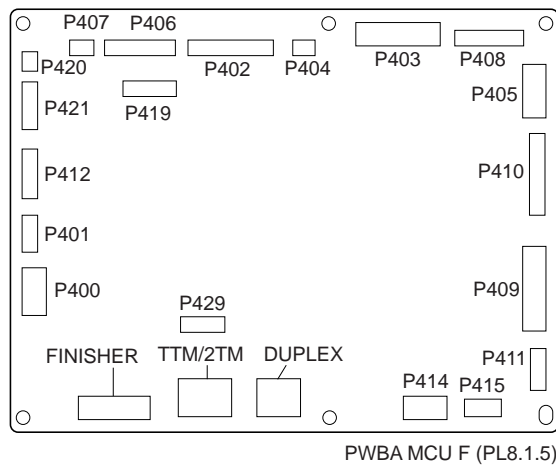 P407
P406
P402
P404
P403
P408
P420
P405
P421
P419
P412
P410
P401
P400
P409
P429
FINISHER
TTM/2TM
DUPLEX
P411
P414
P415
PWBA MCU F (PL8.1.5)